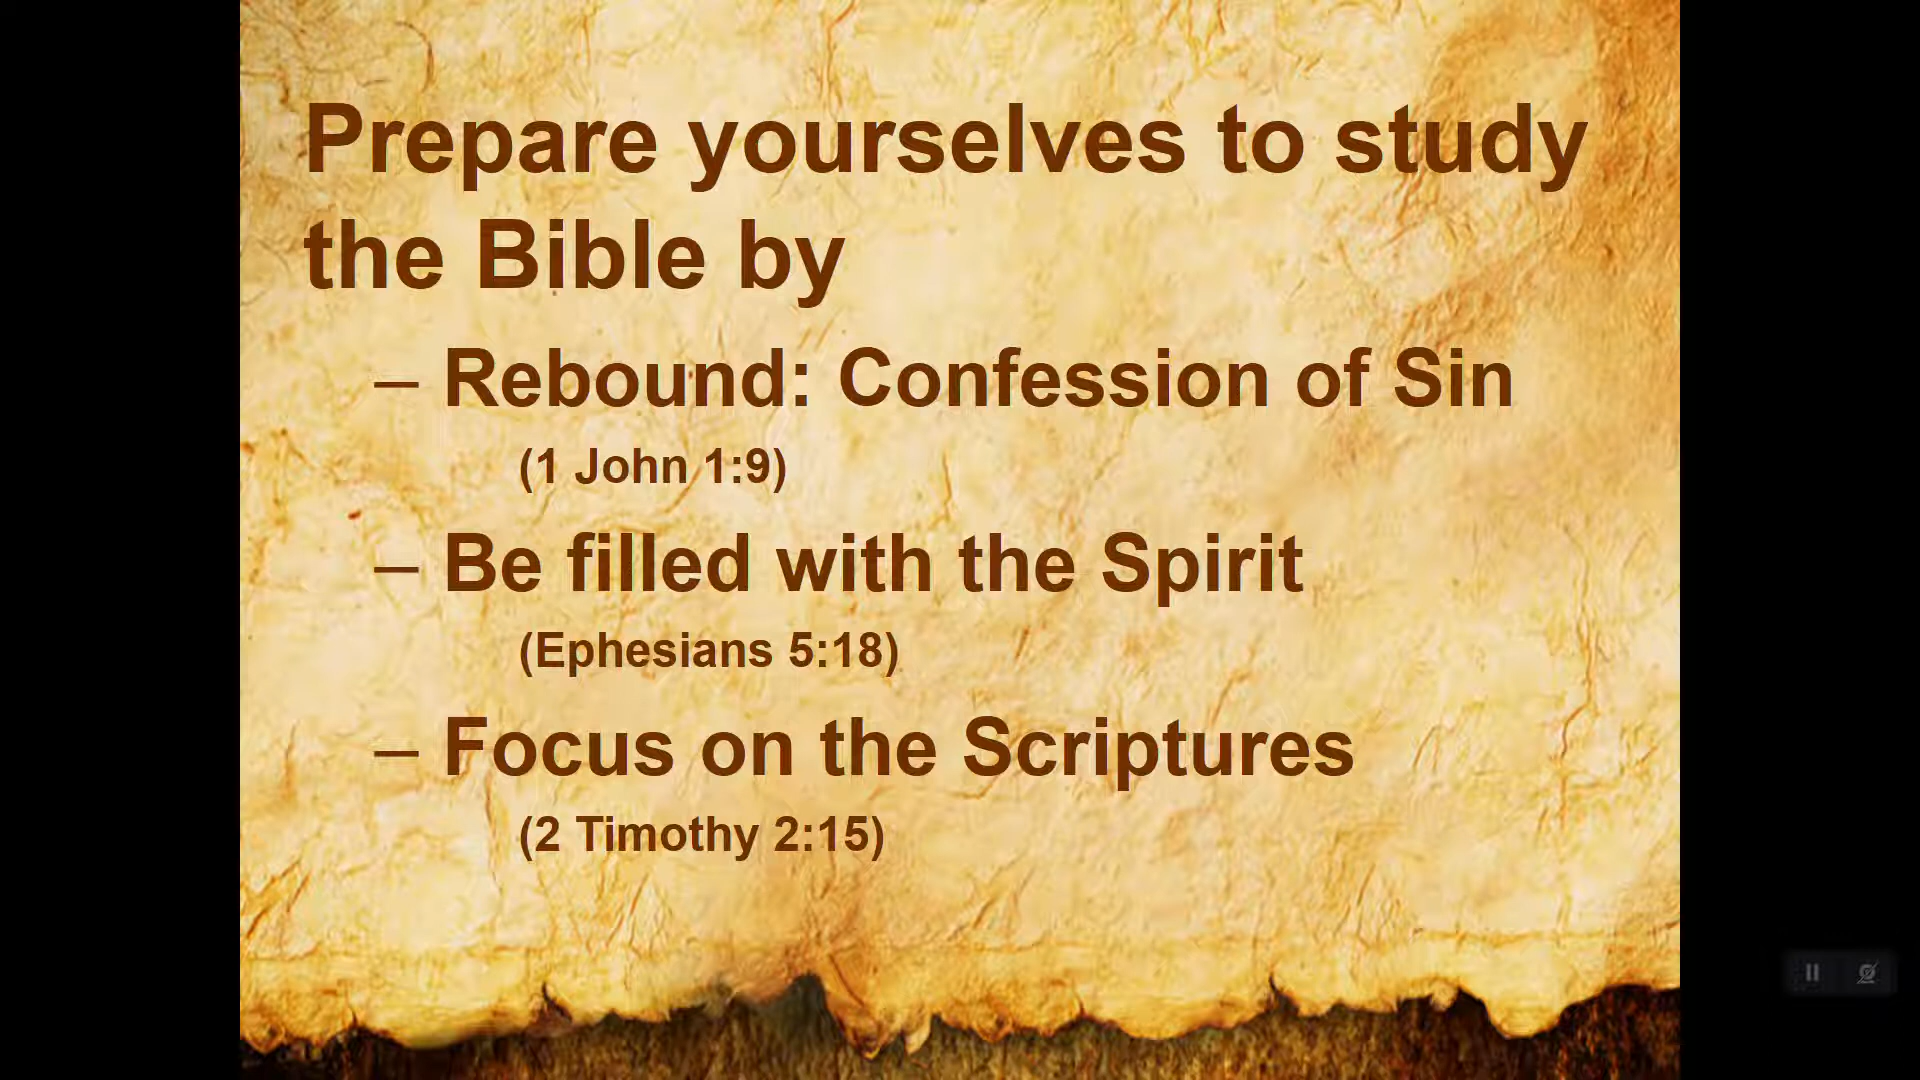 Prepare yourselves to study
the Bible by
– Rebound: Confession of Sin
(1 John 1:9)
– Be filled with the Spirit
(Ephesians 5:18)
– Focus on the Scriptures
(2 Timothy 2:15)